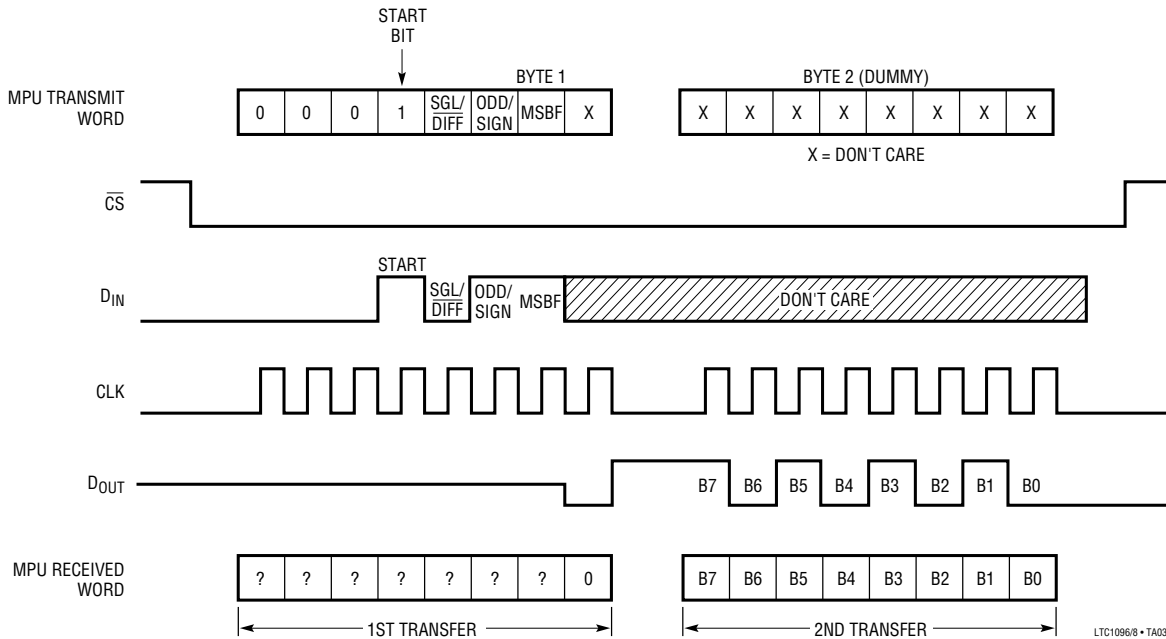 START
BIT
BYTE 1
BYTE 2 (DUMMY)
MPU TRANSMIT
WORD
0 0 0 1 SGL/
DIFF ODD/
SIGN MSBF X
X X X X X X X X
X = DON'T CARE
CS
START
DIN
SGL/
DIFF
ODD/
SIGN
MSBF
DON'T CARE
CLK
DOUT
B7 B6 B5 B4 B3 B2 B1 B0
MPU RECEIVED
WORD
? ? ? ? ? ? ? 0
B7 B6 B5 B4 B3 B2 B1 B0
1ST TRANSFER
2ND TRANSFER
LTC1096/8 • TA03